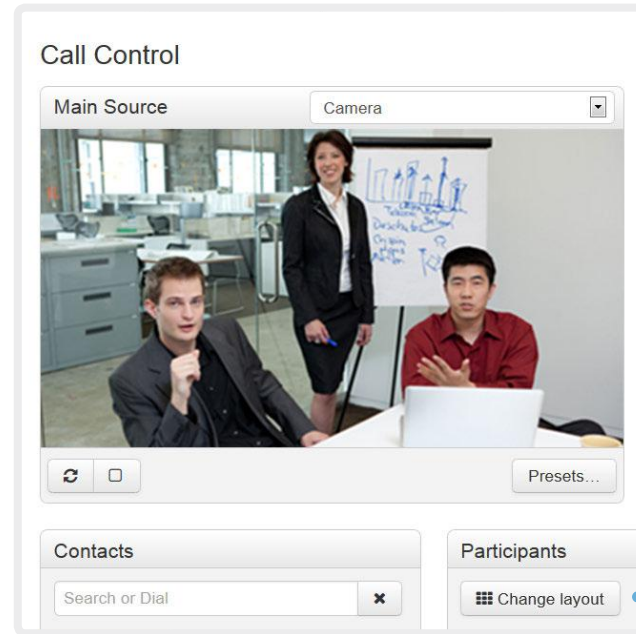 Call Control
Main Source
Camera
Presets...
Contacts
Search or Dial
Participants
Change layout